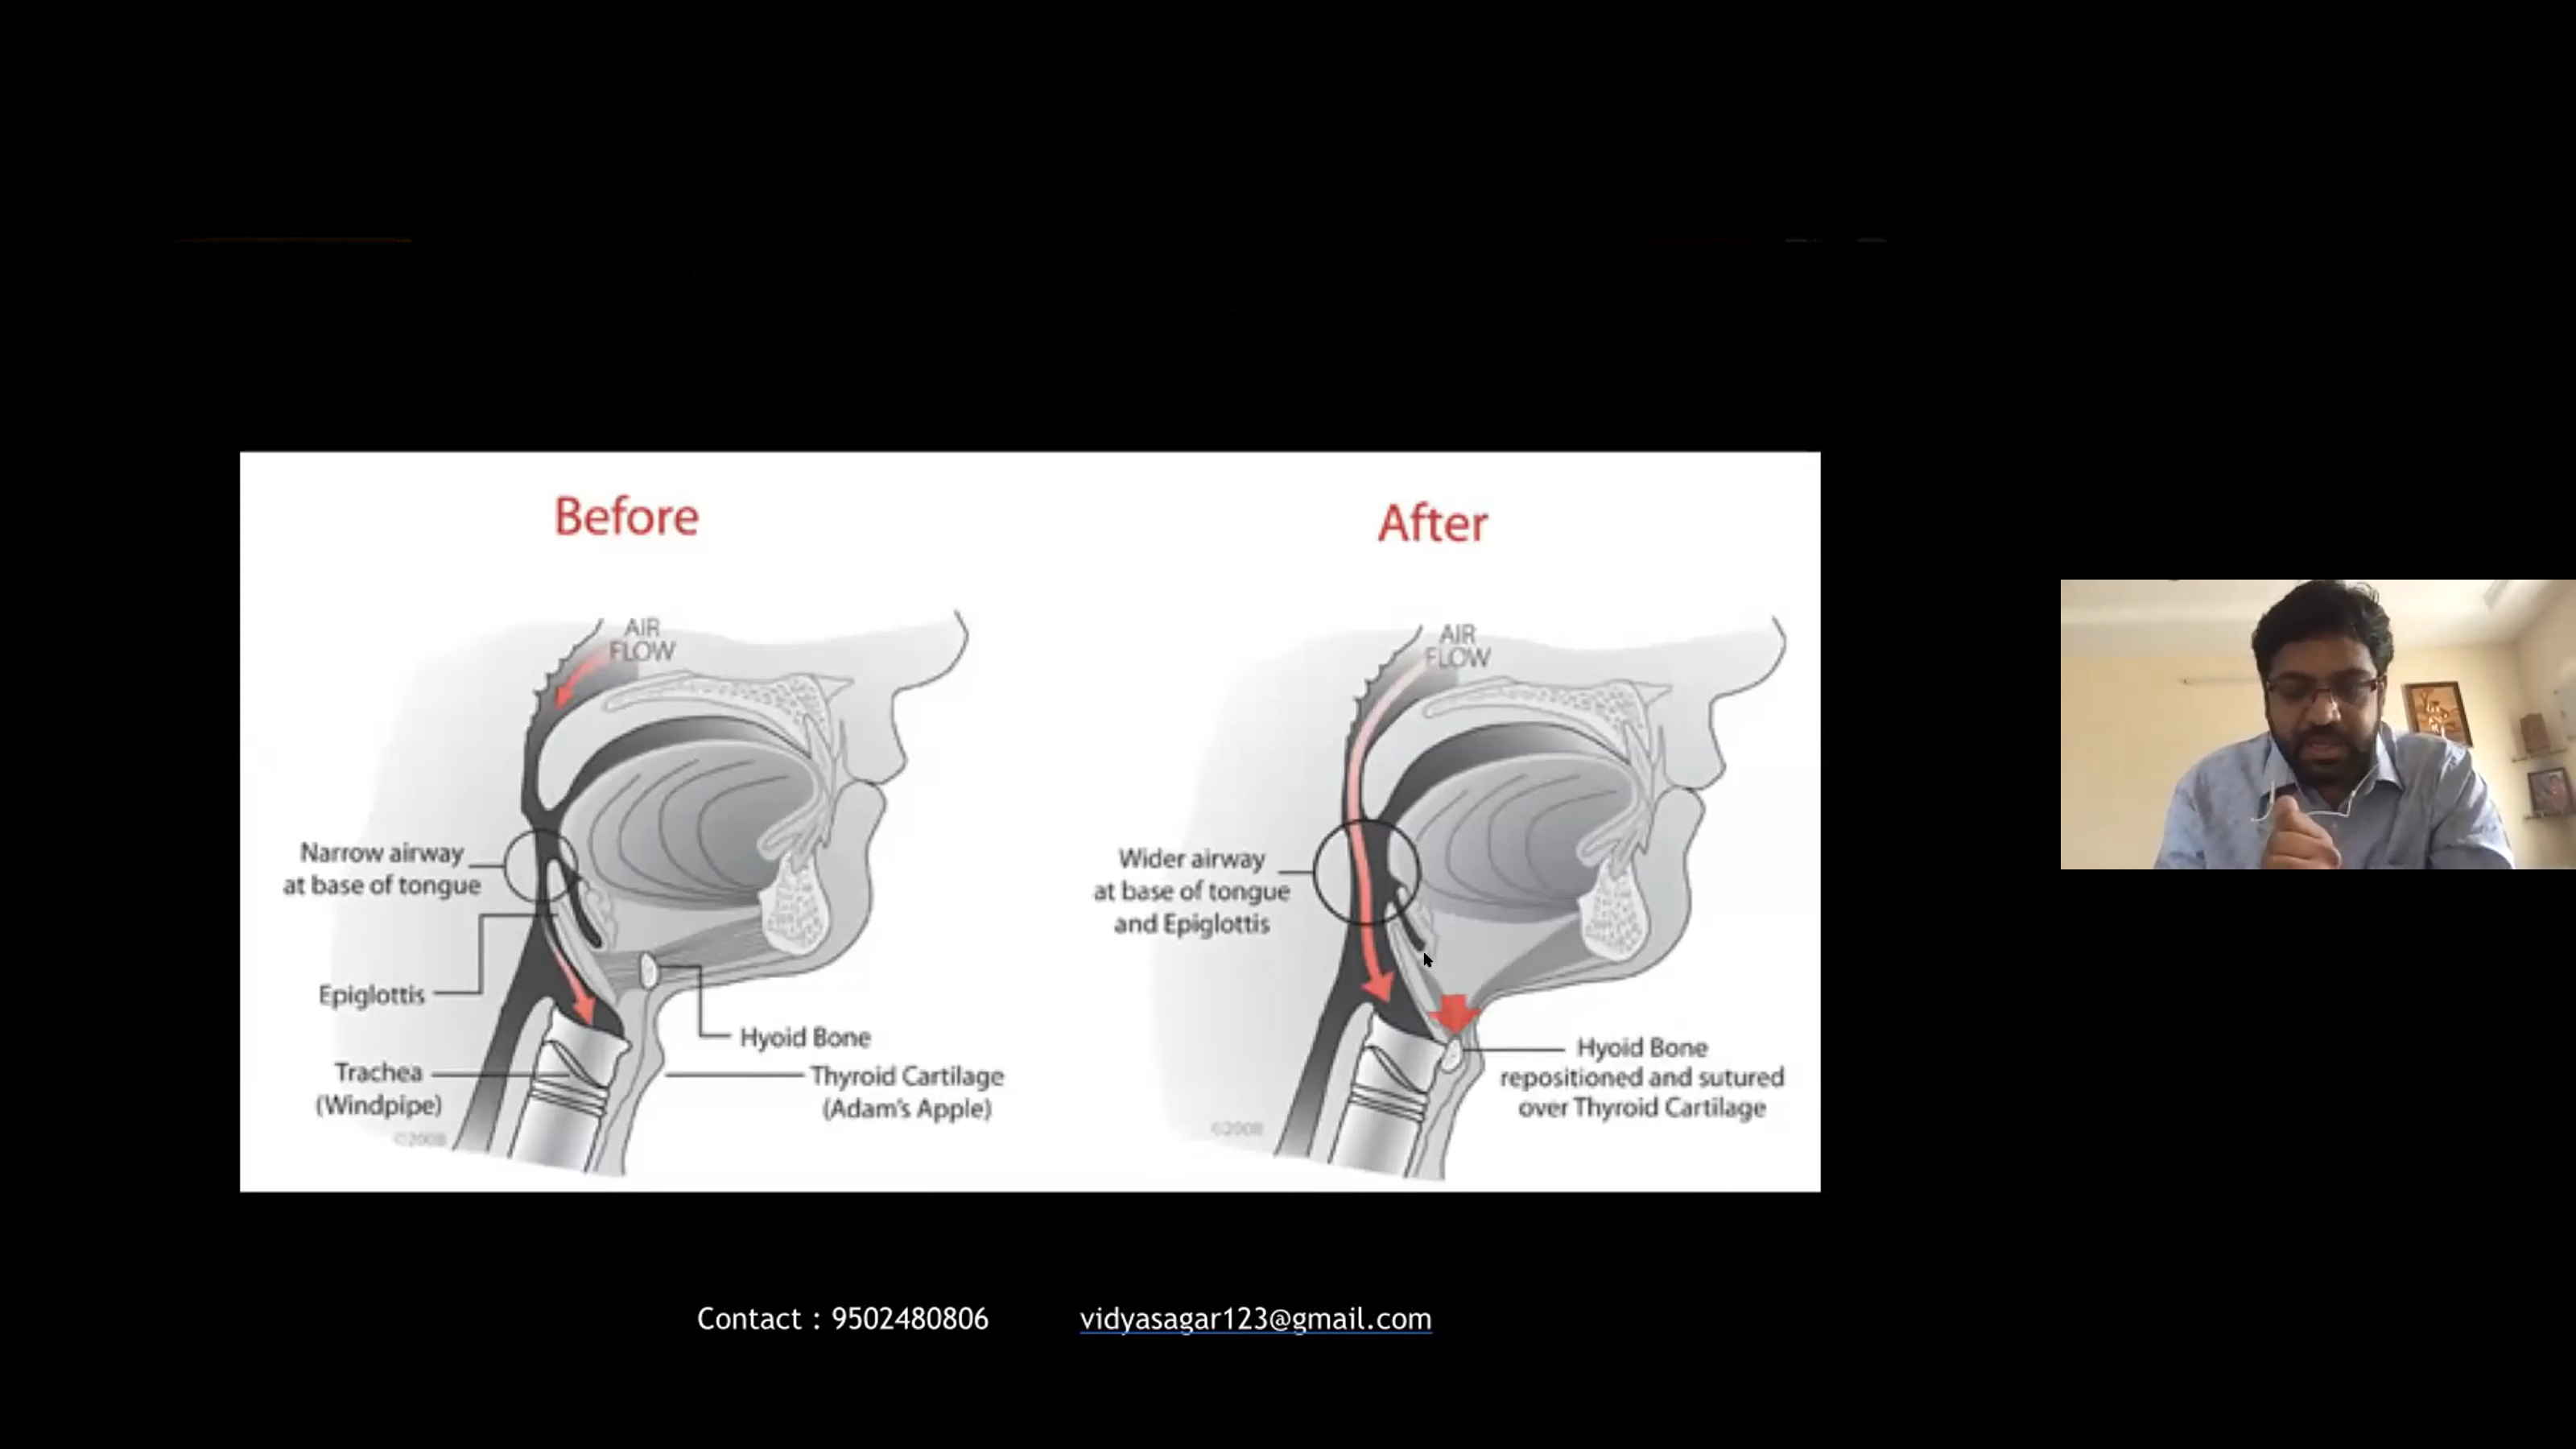 Before
AIR
FLOW
Narrow airway
at base of tongue
Epiglottis
Hyoid Bone
Trachea
(Windpipe)
Thyroid Cartilage
(Adam's Apple)
©2008
After
AIR
FLOW
Wider airway
at base of tongue
and Epiglottis
Hyoid Bone
repositioned and sutured
over Thyroid Cartilage
©2008
Contact : 9502480806 vidyasagar123@gmail.com